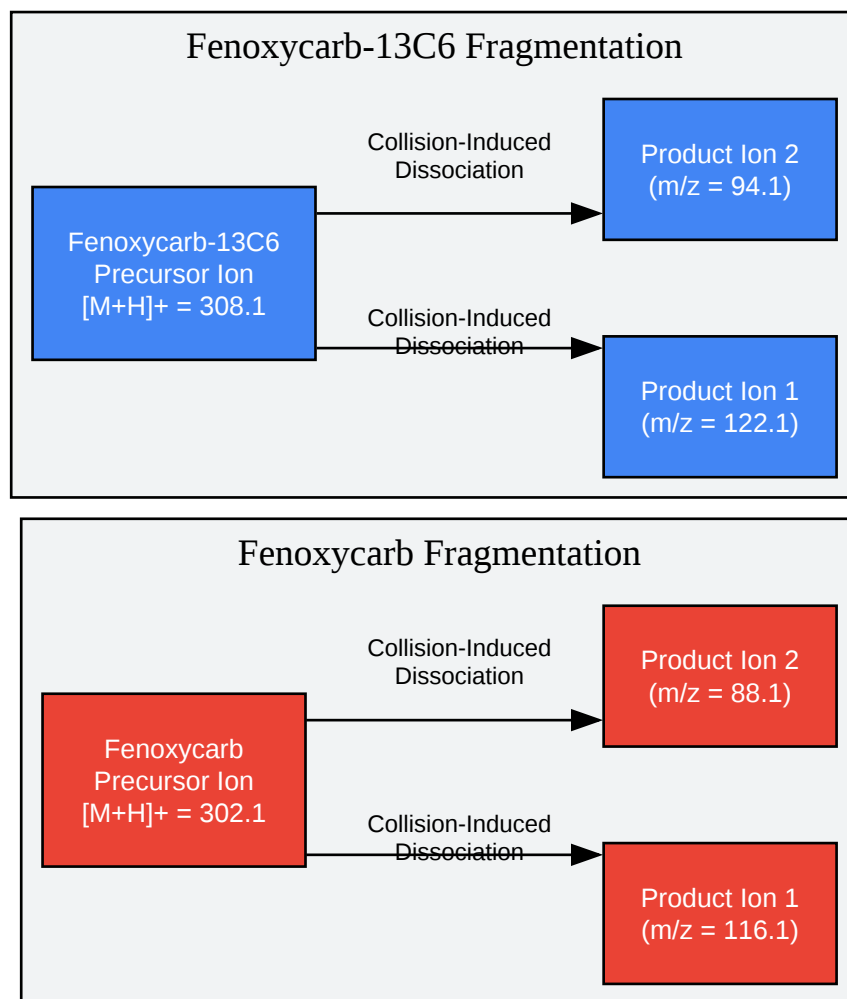 Fenoxycarb-13C6 Fragmentation
Collision-Induced
Dissociation
Product Ion 2
(m/z = 94.1)
Fenoxycarb-13C6
Precursor Ion
[M+H]+ = 308.1
Collision-Induced
Dissociation
Product Ion 1
(m/z = 122.1)
Fenoxycarb Fragmentation
Collision-Induced
Dissociation
Product Ion 2
(m/z = 88.1)
Fenoxycarb
Precursor Ion
[M+H]+ = 302.1
Collision-Induced
Dissociation
Product Ion 1
(m/z = 116.1)